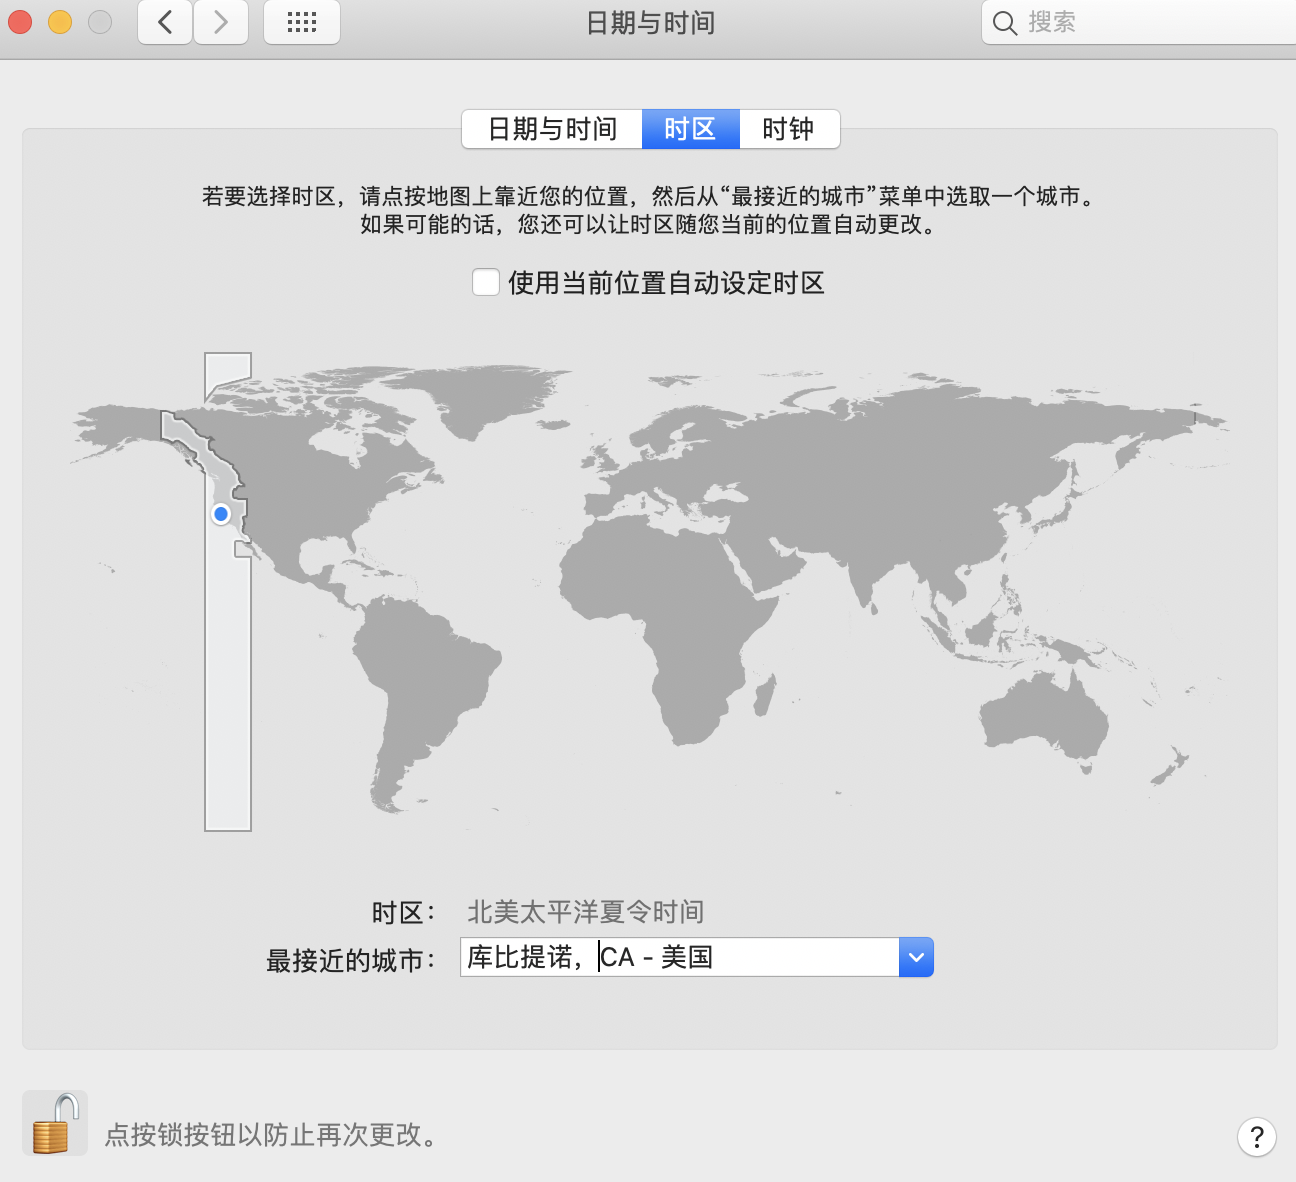 日期与时间
搜索
日期与时间
时区
时钟
若要选择时区，请点按地图上靠近您的位置，然后从“最接近的城市”菜单中选取一个城市。
如果可能的话，您还可以让时区随您当前的位置自动更改。
使用当前位置自动设定时区
时区： 北美太平洋夏令时间
最接近的城市： 库比提诺，CA - 美国
点按锁按钮以防止再次更改。
?